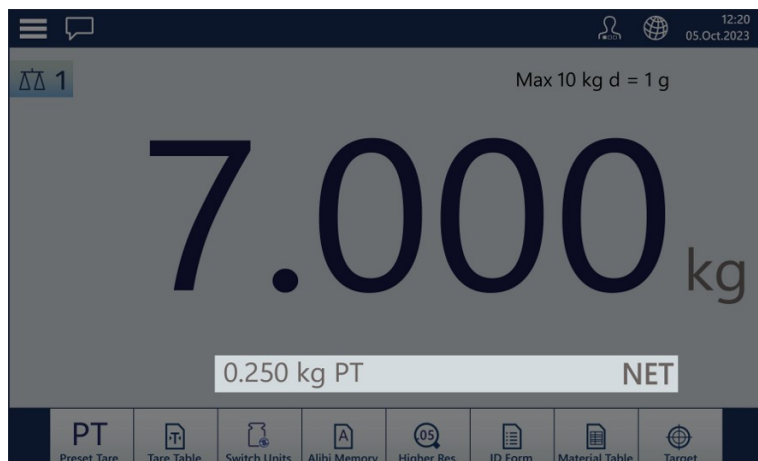 12:20
05.Oct.2023
1
Max 10 kg d = 1 g
7.000 kg
0.250 kg PT NET
PT
.05
A
Preset Tare Tare Table Switch Units Alibi Memory Higher Res. ID Form Material Table Target